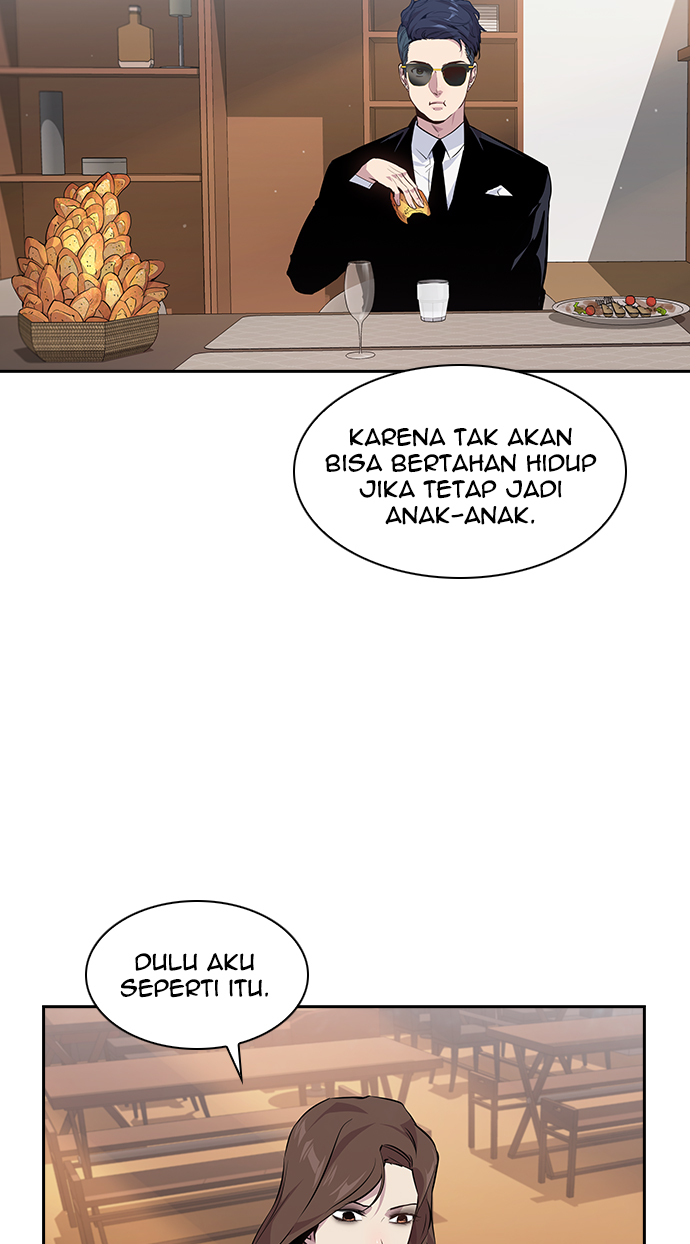 KARENA TAK AKAN
BISA BERTAHAN HIDUP
JIKA TETAP JADI
ANAK-ANAK.
DULU AKU
SEPERTI ITU.